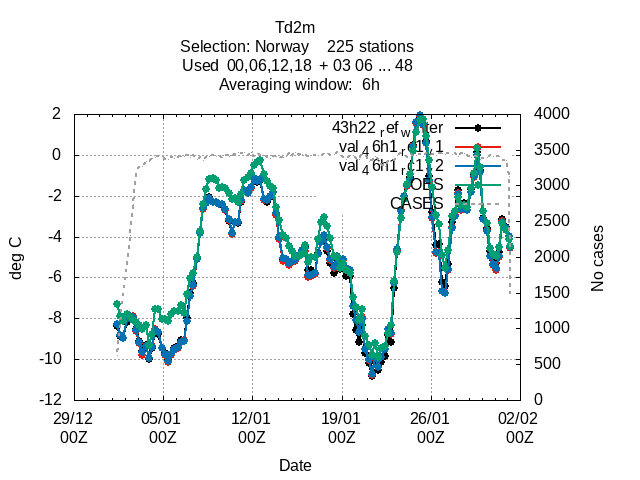 Td2m
Selection: Norway 225 stations
Used 00,06,12,18 + 03 06 ... 48
Averaging window: 6h
2 4000
43h22
0 3500
OBS
-2 3000
CASES
2500
-4 2000
-6 1500
-8 1000
-10 500
-12 0
deg C
No cases
29/12 05/01 12/01 19/01 26/01 02/02
00Z 00Z 00Z 00Z 00Z 00Z
Date